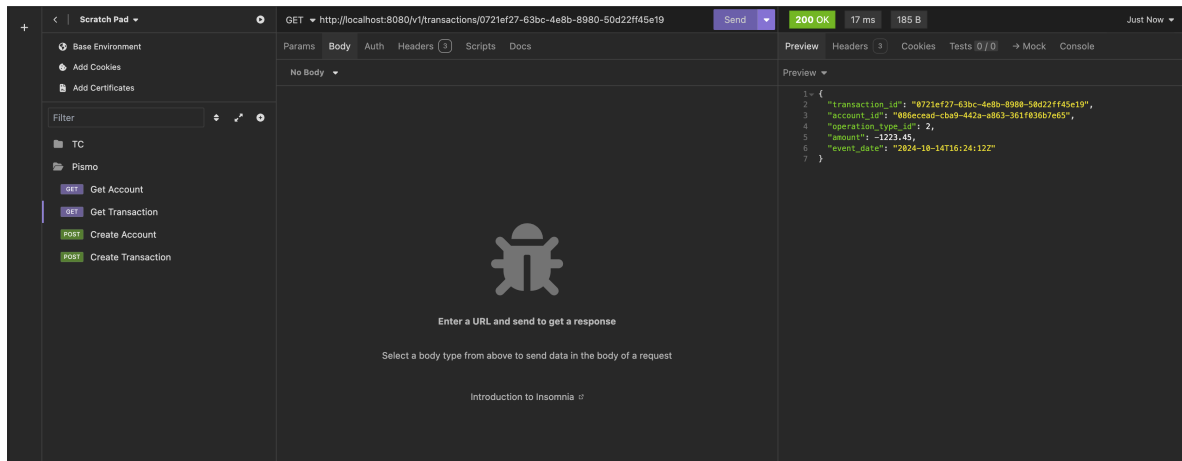 +
< Scratch Pad
Base Environment
Add Cookies
Add Certificates
Filter
TC
Pismo
GET Get Account
GET Get Transaction
POST Create Account
POST Create Transaction
GET http://localhost:8080/v1/transactions/0721ef27-63bc-4e8b-8980-50d22ff45e19 Send
Params Body Auth Headers 3 Scripts Docs
No Body
Enter a URL and send to get a response
Select a body type from above to send data in the body of a request
Introduction to Insomnia
200 OK 17 ms 185 B Just Now
Preview Headers 3 Cookies Tests 0 / 0 → Mock Console
Preview
1 {
2 "transaction_id": "0721ef27-63bc-4e8b-8980-50d22ff45e19",
3 "account_id": "086ecead-cba9-442a-a863-361f036b7e65",
4 "operation_type_id": 2,
5 "amount": -1223.45,
6 "event_date": "2024-10-14T16:24:12Z"
7 }